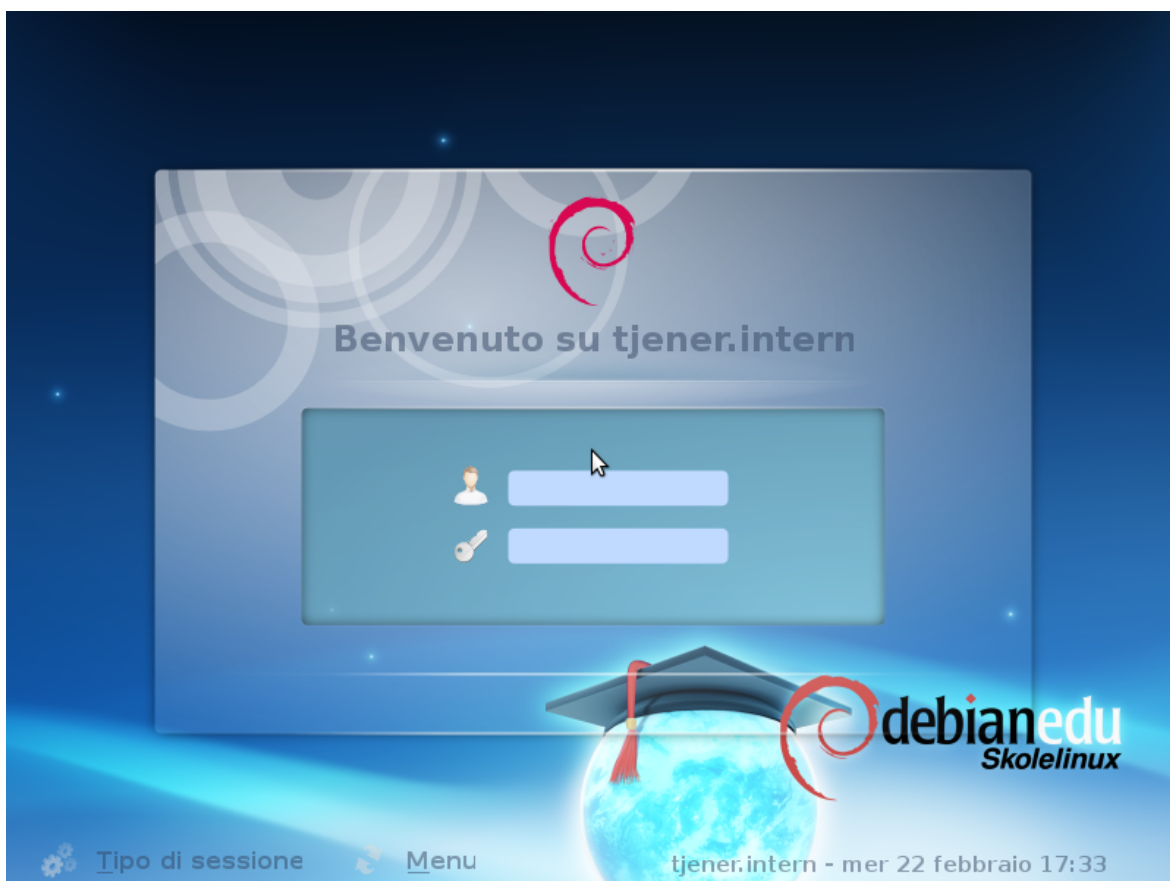 Benvenuto su tjener.intern
debianedu
Skolelinux
Tipo di sessione Menu tjener.intern - mer 22 febbraio 17:33